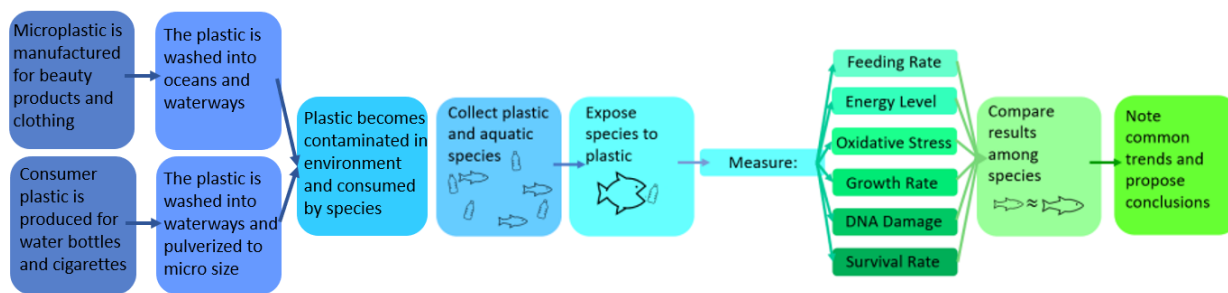 Microplastic is
manufactured
for beauty
products and
clothing
The plastic is
washed into
oceans and
waterways
Consumer
plastic is
produced for
water bottles
and cigarettes
The plastic is
washed into
waterways and
pulverized to
micro size
Plastic becomes
contaminated in
environment
and consumed
by species
Collect plastic
and aquatic
species
Expose
species to
plastic
Measure:
Feeding Rate
Energy Level
Oxidative Stress
Growth Rate
DNA Damage
Survival Rate
Compare
results
among
species
≈
Note
common
trends and
propose
conclusions